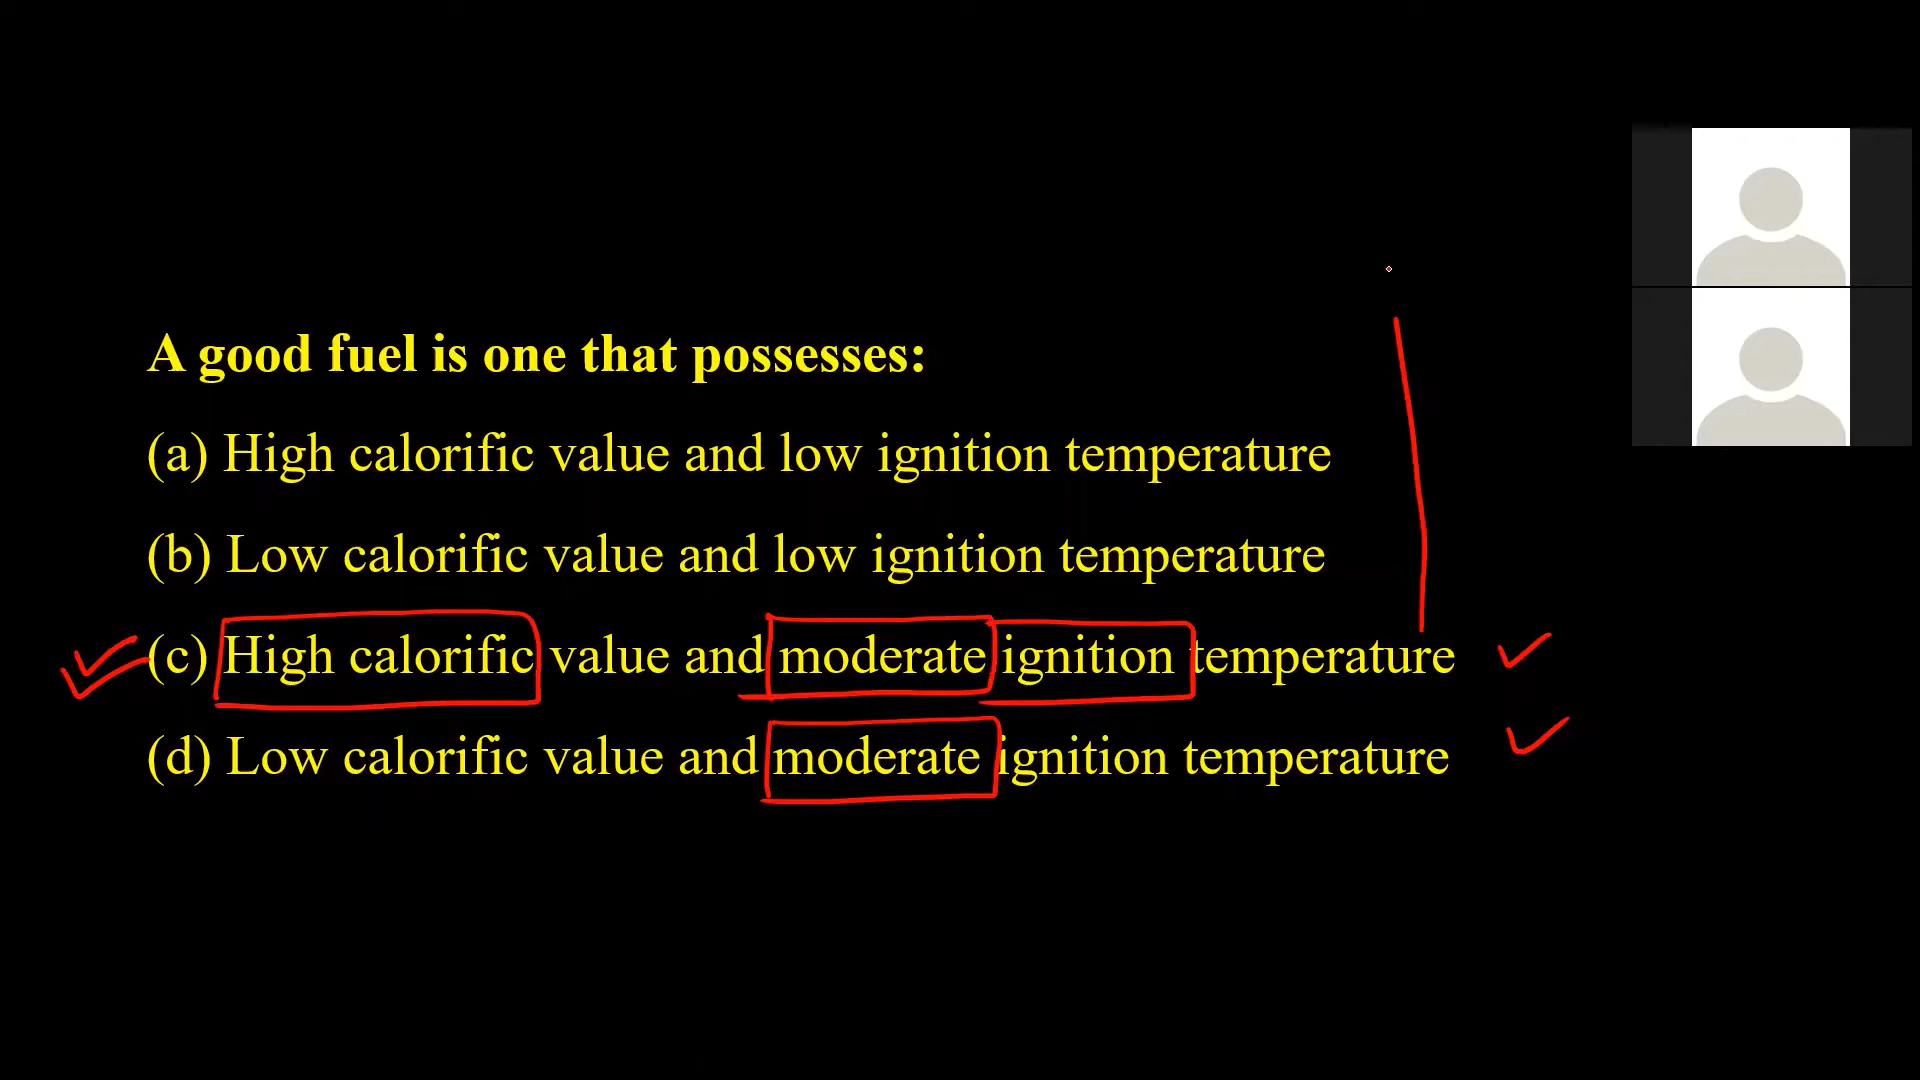 A good fuel is one that possesses:
(a) High calorific value and low ignition temperature
(b) Low calorific value and low ignition temperature
(c) High calorific value and moderate ignition temperature
(d) Low calorific value and moderate ignition temperature